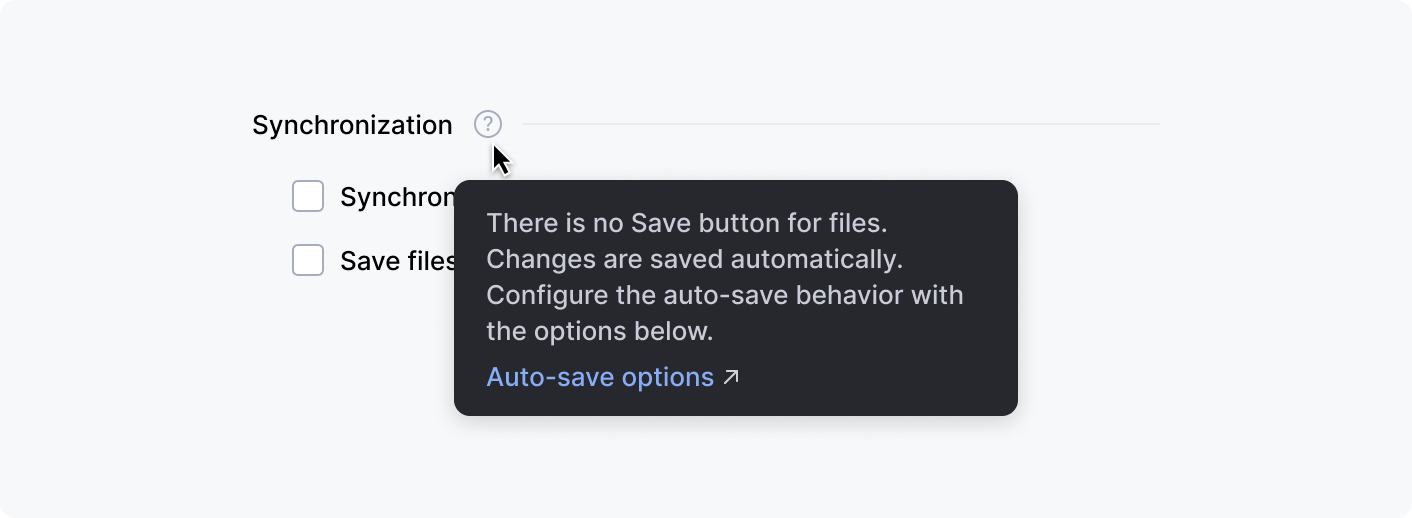 Synchronization ?
Synchron
Save files
There is no Save button for files.
Changes are saved automatically.
Configure the auto-save behavior with
the options below.
Auto-save options ↗